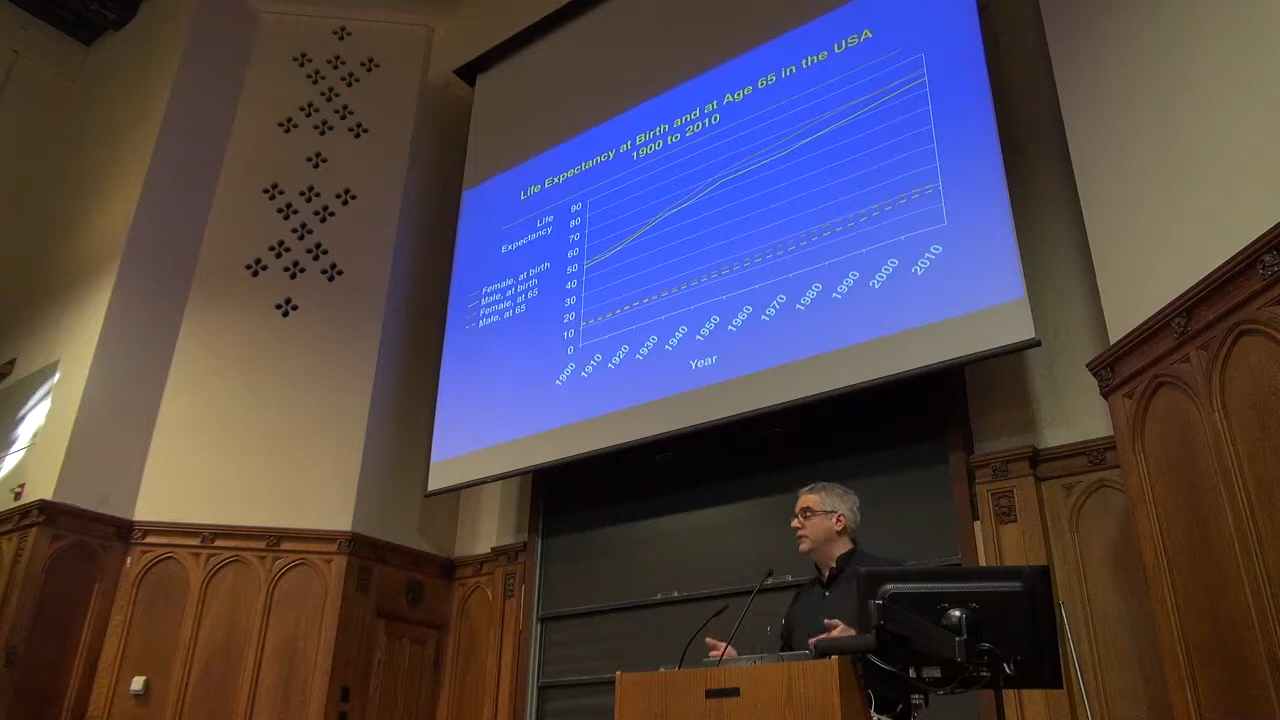 Life Expectancy at Birth and at Age 65 in the USA
1900 to 2010
Life
Expectancy
90
80
70
60
50
40
30
20
10
0
Female, at birth
Male, at birth
Female, at 65
Male, at 65
1900
1910
1920
1930
1940
1950
1960
1970
1980
1990
2000
2010
Year